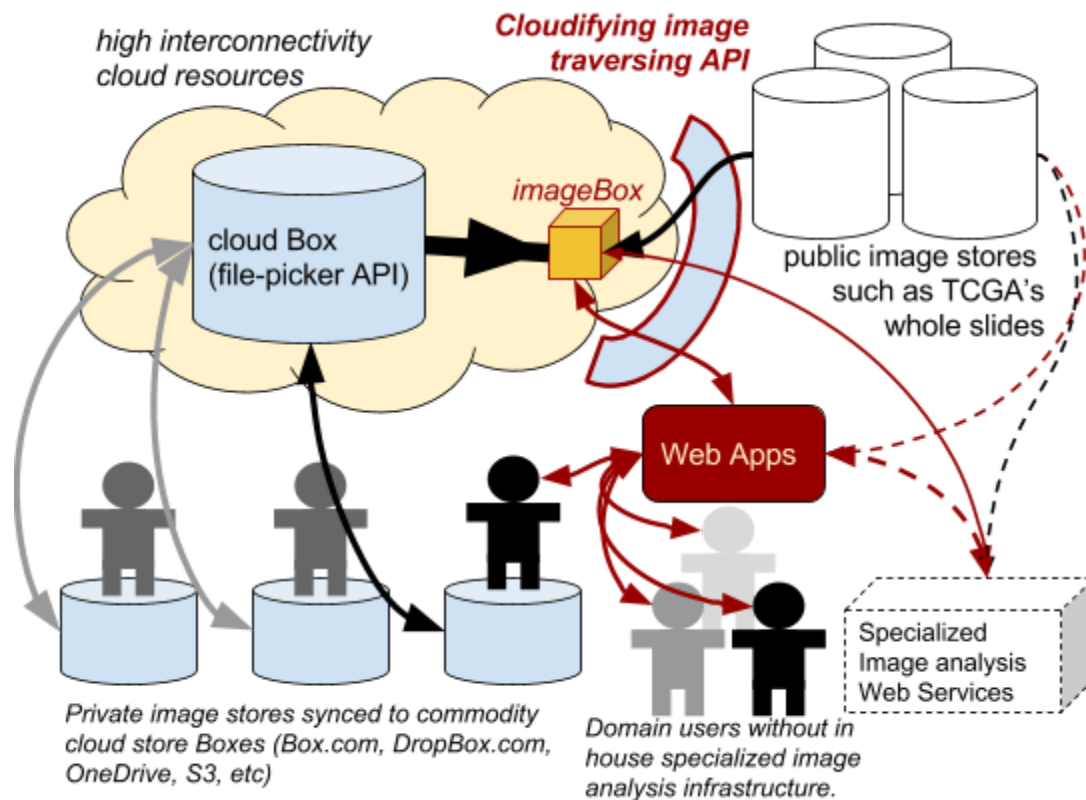 high interconnectivity
cloud resources
Cloudifying image
traversing API
imageBox
cloud Box
(file-picker API)
public image stores
such as TCGA's
whole slides
Web Apps
Specialized
Image analysis
Web Services
Private image stores synced to commodity
cloud store Boxes (Box.com, DropBox.com,
OneDrive, S3, etc)
Domain users without in
house specialized image
analysis infrastructure.